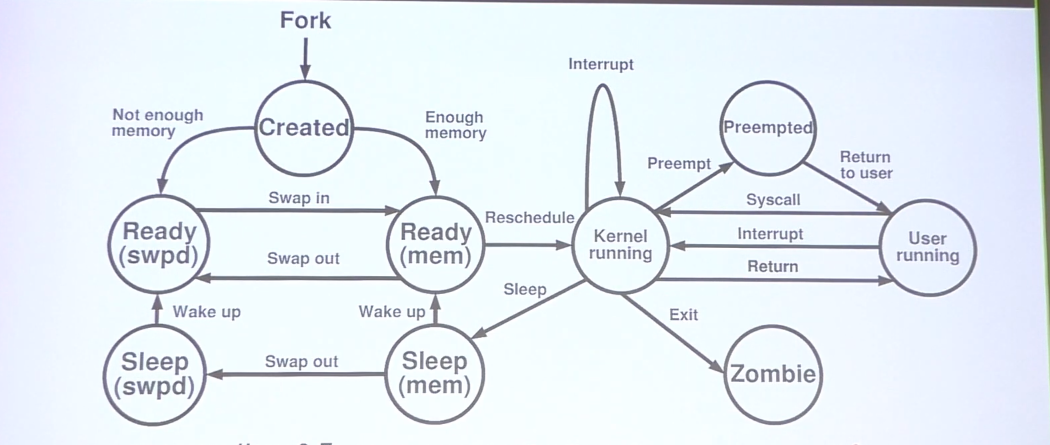 Fork
Interrupt
Not enough
memory
Created
Enough
memory
Preempted
Preempt
Return
to user
Swap in
Syscall
Ready
(swpd)
Ready
(mem)
Reschedule
Kernel
running
Interrupt
User
running
Swap out
Return
Sleep
Wake up
Wake up
Exit
Sleep
(swpd)
Swap out
Sleep
(mem)
Zombie